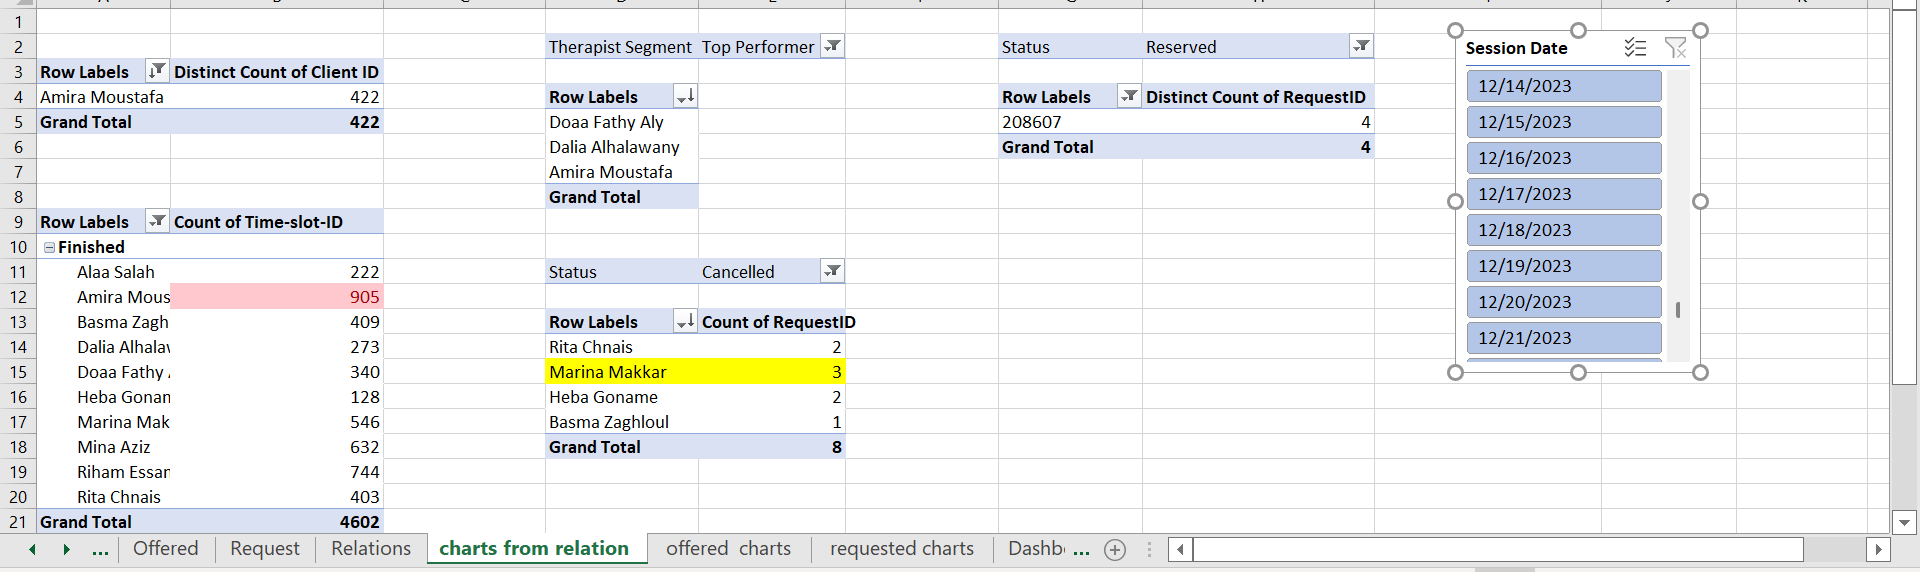 1
2 Therapist Segment Top Performer Status Reserved
3 Row Labels Distinct Count of Client ID
4 Amira Moustafa 422 Row Labels Row Labels Distinct Count of RequestID
5 Grand Total 422 Doaa Fathy Aly 208607 4
6 Dalia Alhalawany Grand Total 4
7 Amira Moustafa
8 Grand Total
9 Row Labels Count of Time-slot-ID
10 Finished
11 Alaa Salah 222 Status Cancelled
12 Amira Mous 905
13 Basma Zagh 409 Row Labels Count of RequestID
14 Dalia Alhala 273 Rita Chnais 2
15 Doaa Fathy 340 Marina Makkar 3
16 Heba Gonan 128 Heba Goname 2
17 Marina Mak 546 Basma Zaghloul 1
18 Mina Aziz 632 Grand Total 8
19 Riham Essan 744
20 Rita Chnais 403
21 Grand Total 4602
Session Date
12/14/2023
12/15/2023
12/16/2023
12/17/2023
12/18/2023
12/19/2023
12/20/2023
12/21/2023
... Offered Request Relations charts from relation offered charts requested charts Dashb ...